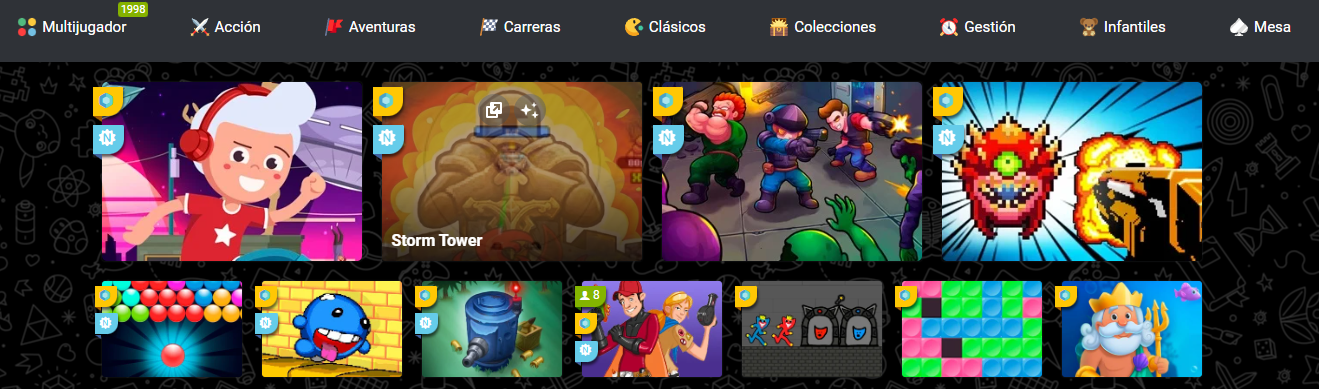 1998
Multijugador
Acción
Aventuras
Carreras
Clásicos
Colecciones
Gestión
Infantiles
Mesa
N
N
N
N
Storm Tower
8
N
N
N